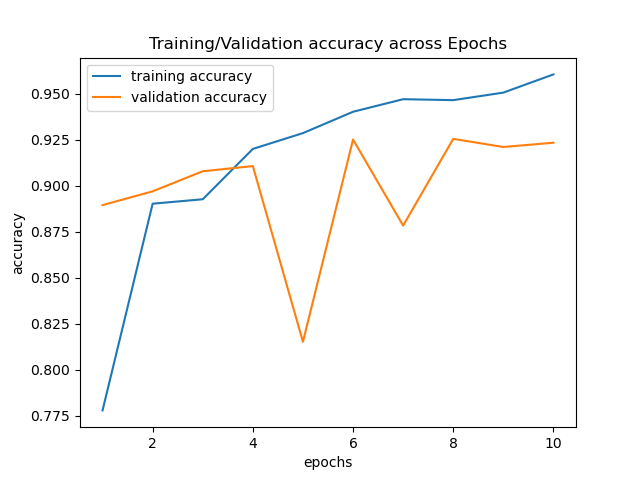 Training/Validation accuracy across Epochs
training accuracy
validation accuracy
0.950
0.925
0.900
0.875
0.850
0.825
0.800
0.775
accuracy
2 4 6 8 10
epochs